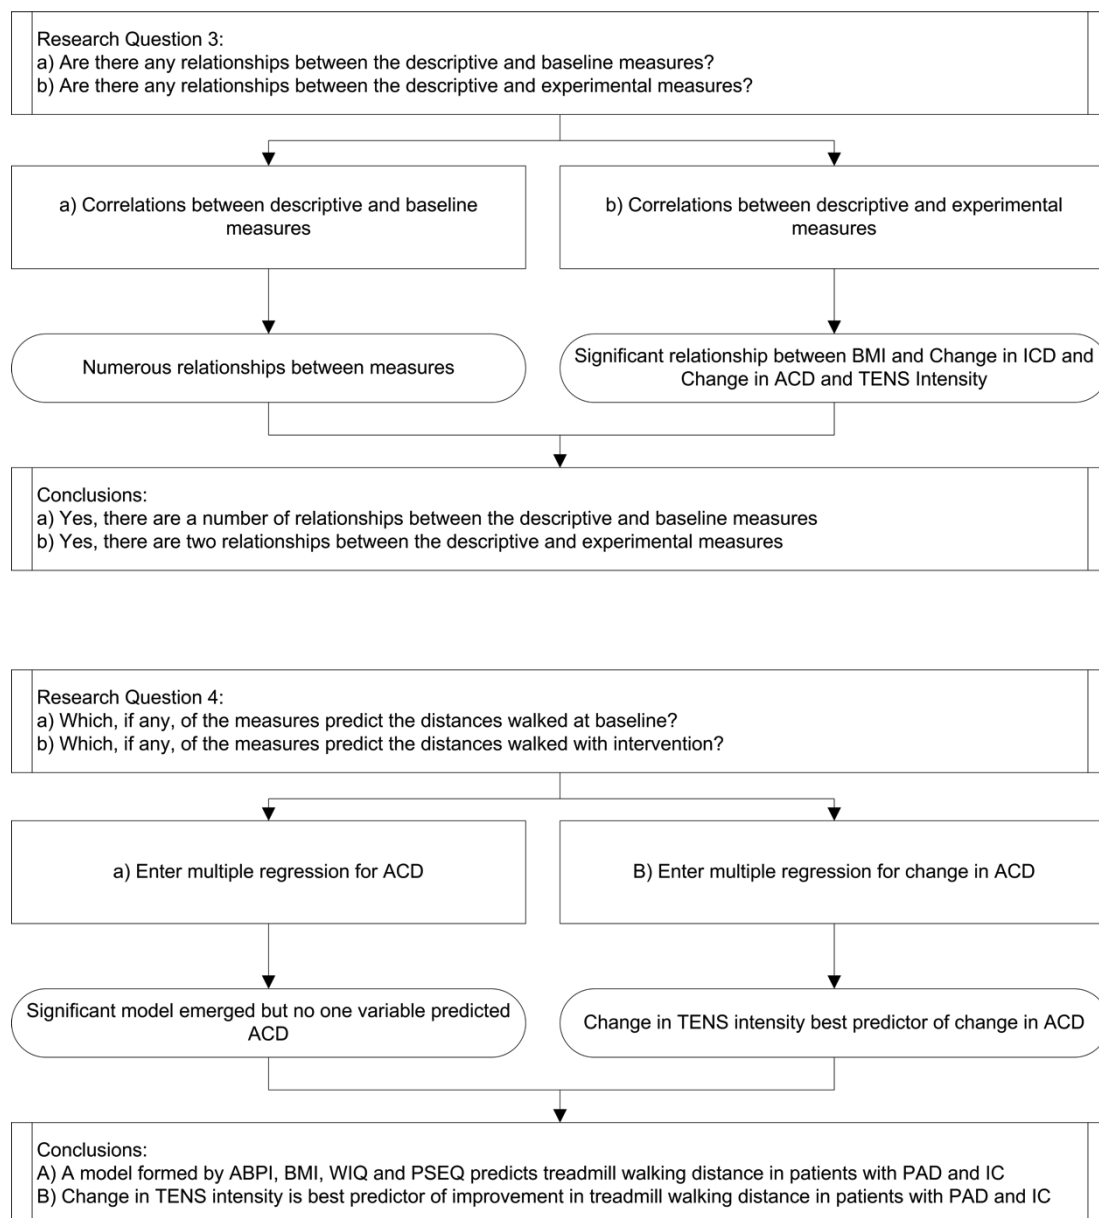 Research Question 3:
a) Are there any relationships between the descriptive and baseline measures?
b) Are there any relationships between the descriptive and experimental measures?
a) Correlations between descriptive and baseline
measures
b) Correlations between descriptive and experimental
measures
Numerous relationships between measures
Significant relationship between BMI and Change in ICD and
Change in ACD and TENS Intensity
Conclusions:
a) Yes, there are a number of relationships between the descriptive and baseline measures
b) Yes, there are two relationships between the descriptive and experimental measures
Research Question 4:
a) Which, if any, of the measures predict the distances walked at baseline?
b) Which, if any, of the measures predict the distances walked with intervention?
a) Enter multiple regression for ACD
B) Enter multiple regression for change in ACD
Significant model emerged but no one variable predicted
ACD
Change in TENS intensity best predictor of change in ACD
Conclusions:
A) A model formed by ABPI, BMI, WIQ and PSEQ predicts treadmill walking distance in patients with PAD and IC
B) Change in TENS intensity is best predictor of improvement in treadmill walking distance in patients with PAD and IC